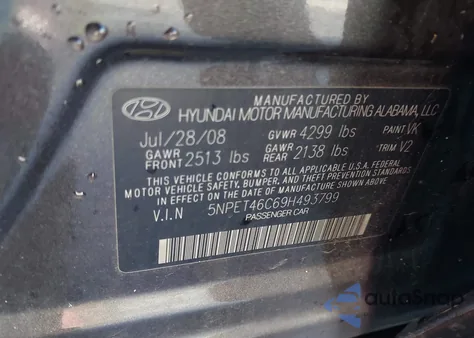 MANUFACTURED BY
HYUNDAI MOTOR MANUFACTURING ALABAMA, LLC
Jul/28/08 GVWR 4299 lbs PAINT VK
GAWR FRONT 2513 lbs GAWR REAR 2138 lbs TRIM V2
THIS VEHICLE CONFORMS TO ALL APPLICABLE FEDERAL
MOTOR VEHICLE SAFETY, BUMPER, AND THEFT PREVENTION STANDARDS
IN EFFECT ON THE DATE OF MANUFACTURE SHOWN ABOVE.
V.I.N 5NPET46C69H493799
PASSENGER CAR
autoSnap